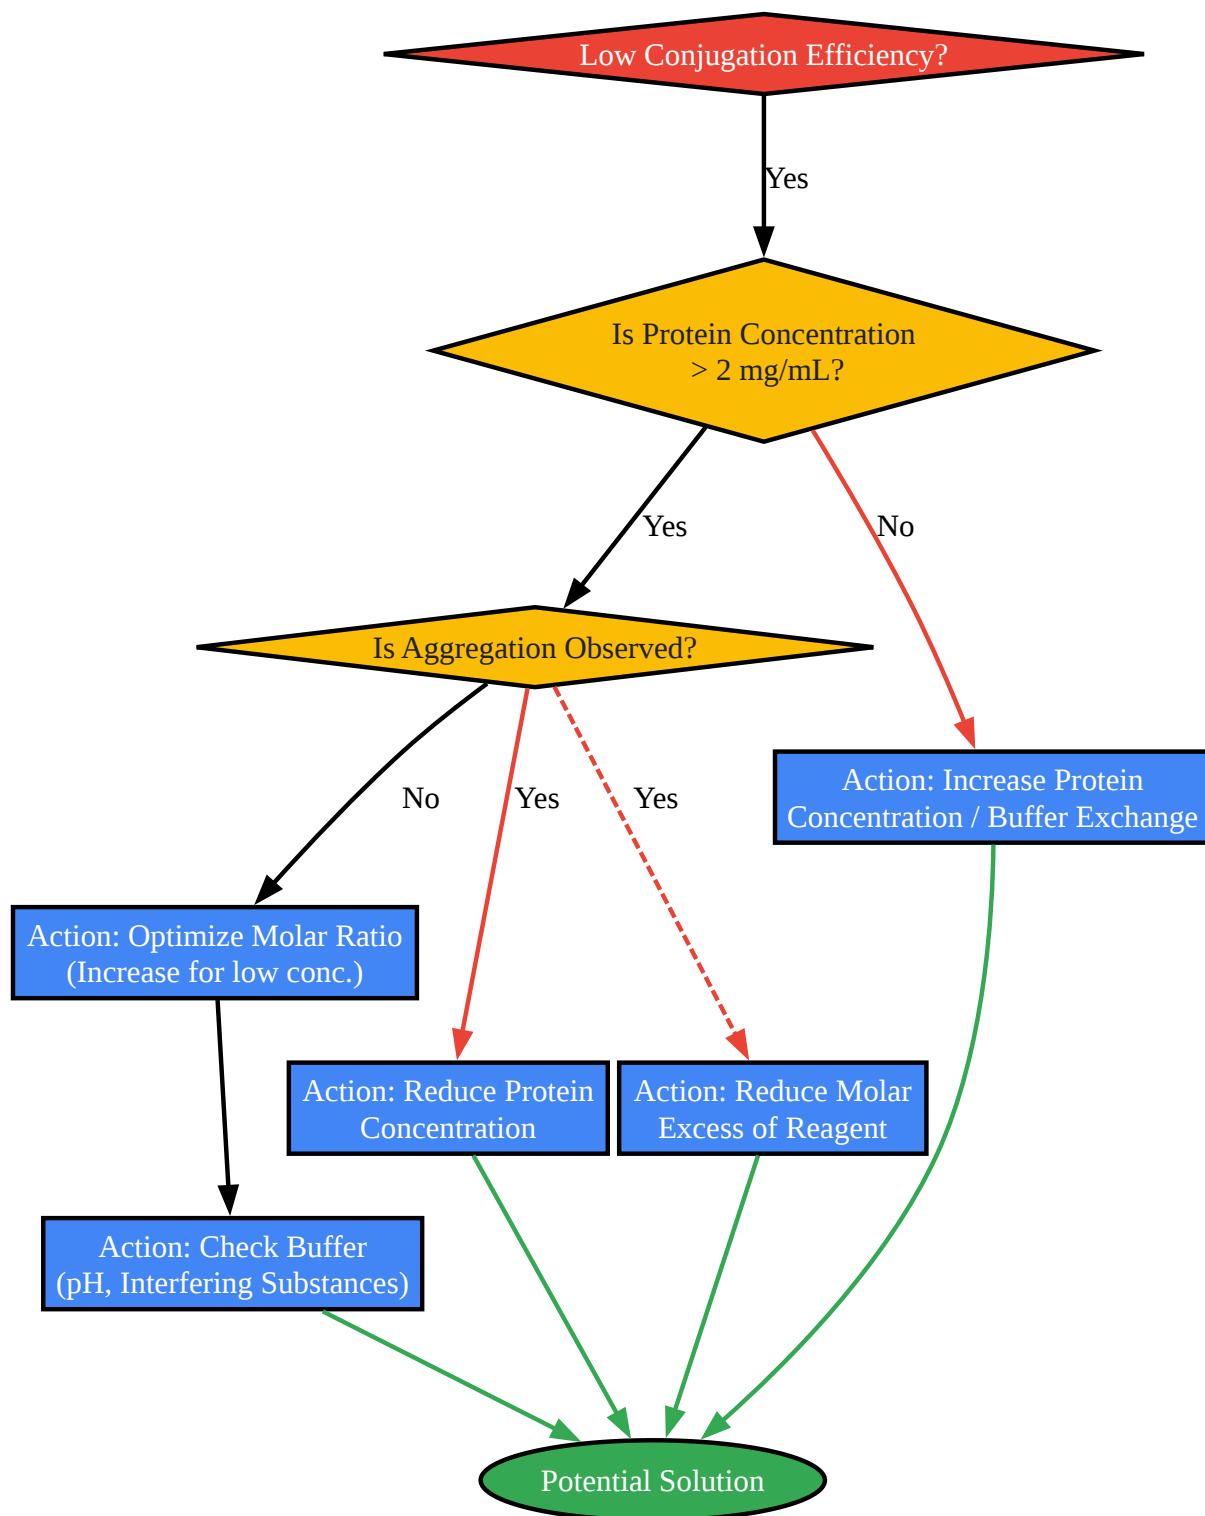 Low Conjugation Efficiency?
Yes
Is Protein Concentration
> 2 mg/mL?
Yes
No
Is Aggregation Observed?
No
Yes
Yes
Action: Increase Protein
Concentration / Buffer Exchange
Action: Optimize Molar Ratio
(Increase for low conc.)
Action: Reduce Protein
Concentration
Action: Reduce Molar
Excess of Reagent
Action: Check Buffer
(pH, Interfering Substances)
Potential Solution